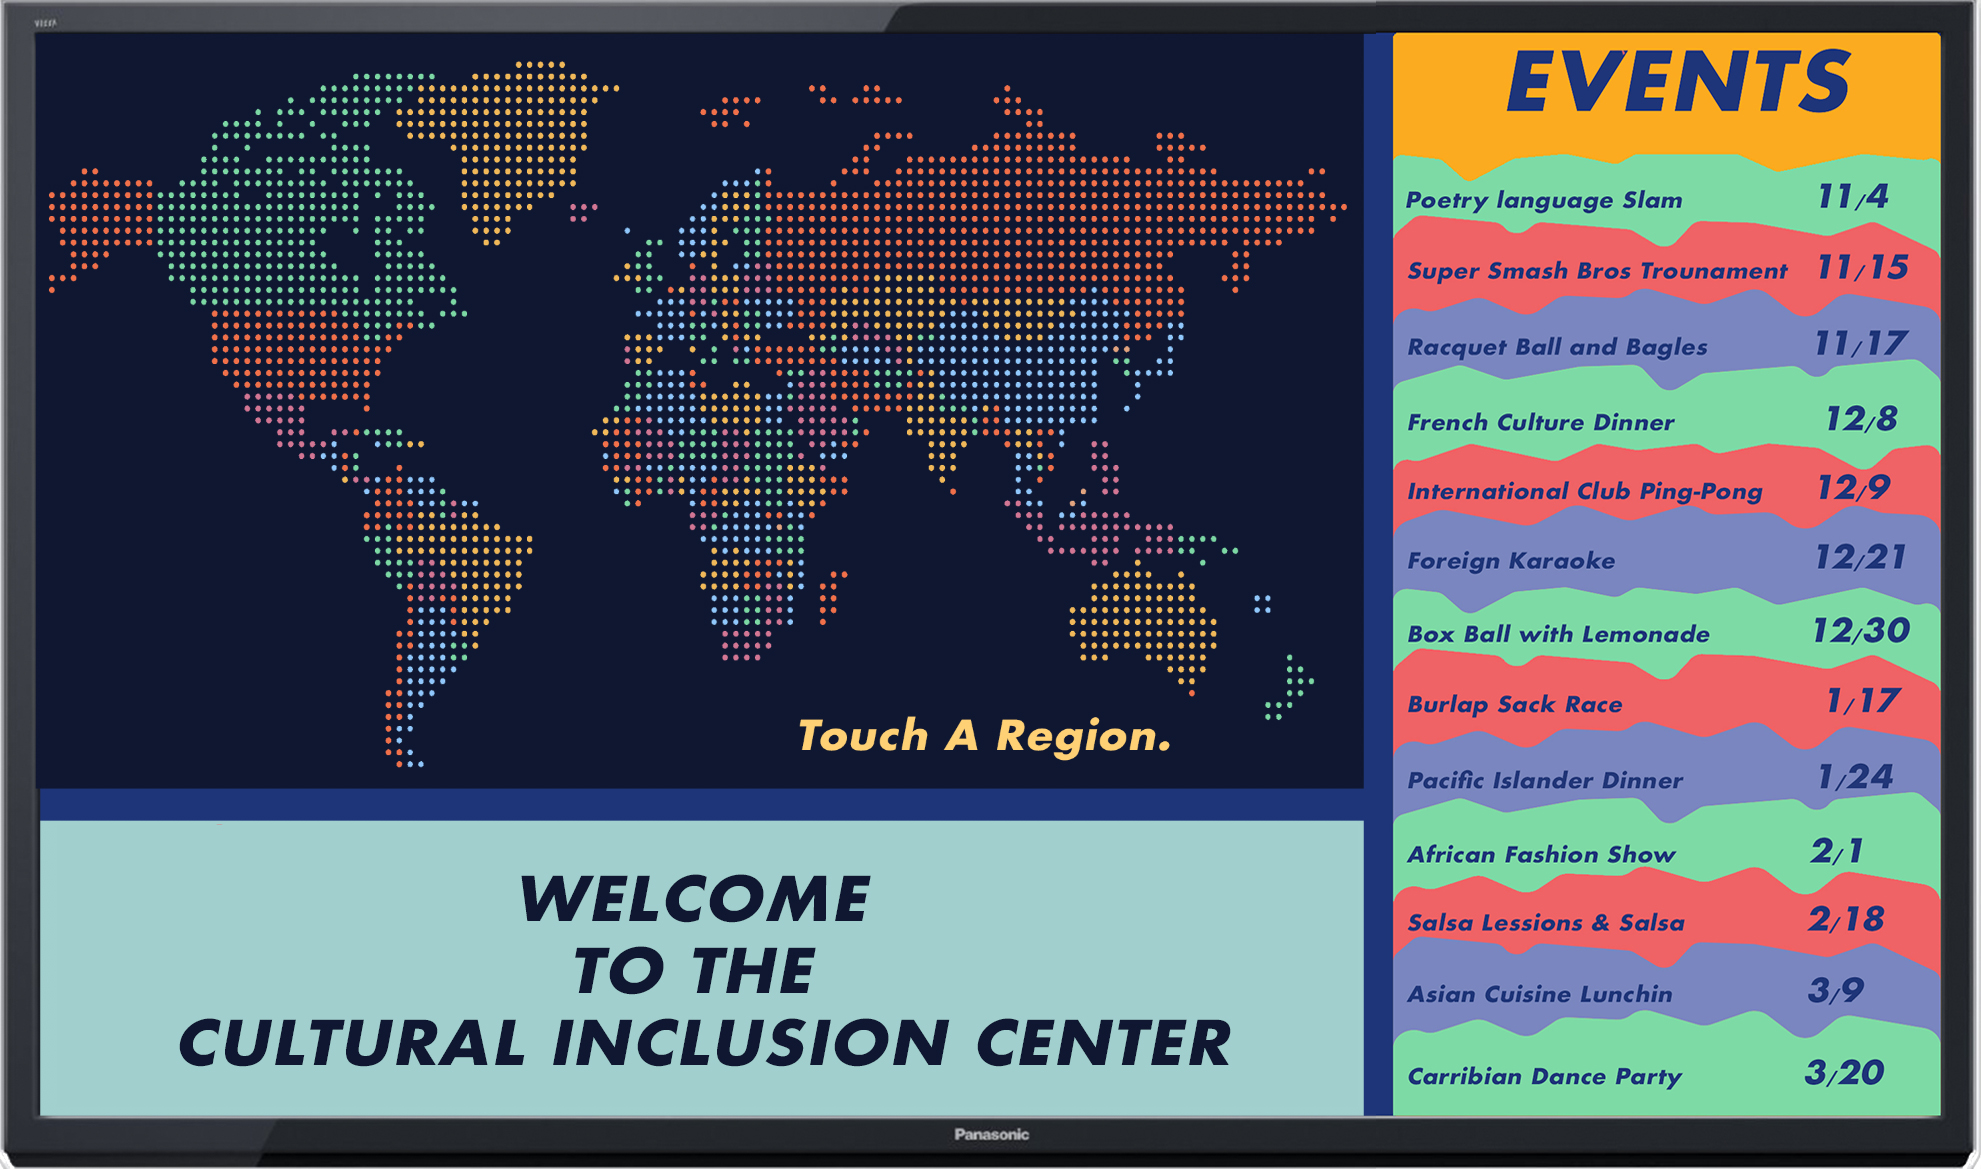 VIERA
EVENTS
Poetry language Slam 11/4
Super Smash Bros Trounament 11/15
Racquet Ball and Bagles 11/17
French Culture Dinner 12/8
International Club Ping-Pong 12/9
Foreign Karaoke 12/21
Box Ball with Lemonade 12/30
Burlap Sack Race 1/17
Pacific Islander Dinner 1/24
African Fashion Show 2/1
Salsa Lessions & Salsa 2/18
Asian Cuisine Lunchin 3/9
Carribian Dance Party 3/20
Touch A Region.
WELCOME
TO THE
CULTURAL INCLUSION CENTER
Panasonic